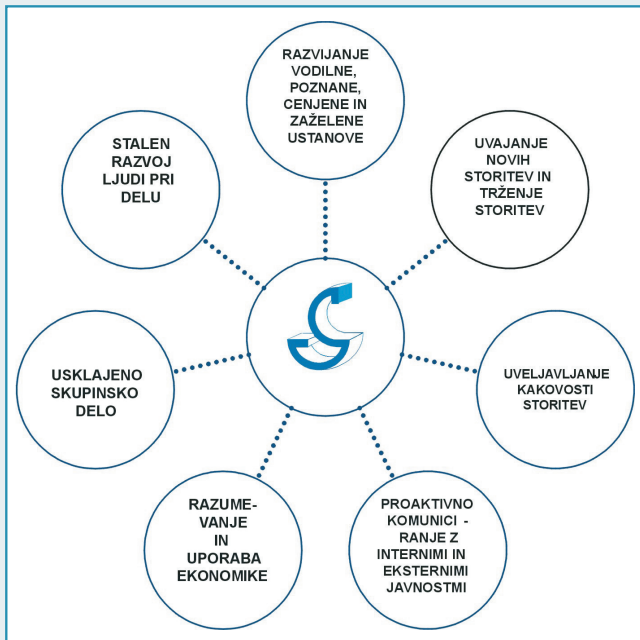 RAZVIJANJE
VODILNE,
POZNANE,
CENJENE IN
ZAŽELENE
USTANOVE
UVAJANJE
NOVIH
STORITEV IN
TRŽENJE
STORITEV
UVELJAVLJANJE
KAKOVOSTI
STORITEV
PROAKTIVNO
KOMUNICI -
RANJE Z
INTERNIMI IN
EKSTERNIMI
JAVNOSTMI
RAZUME-
VANJE
IN
UPORABA
EKONOMIKE
USKLAJENO
SKUPINSKO
DELO
STALEN
RAZVOJ
LJUDI PRI
DELU